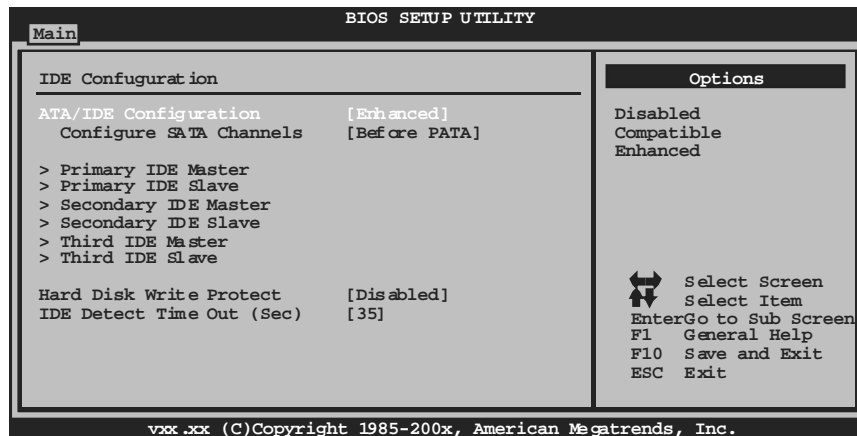 BIOS SETUP UTILITY
Main
IDE Confuguration
ATA/IDE Configuration [Enhanced]
Configure SATA Channels [Before PATA]
> Primary IDE Master
> Primary IDE Slave
> Secondary IDE Master
> Secondary IDE Slave
> Third IDE Master
> Third IDE Slave
Hard Disk Write Protect [Disabled]
IDE Detect Time Out (Sec) [35]
Options
Disabled
Compatible
Enhanced
Select Screen
Select Item
Enter Go to Sub Screen
F1 General Help
F10 Save and Exit
ESC Exit
vxx.xx (C)Copyright 1985-200x, American Megatrends, Inc.